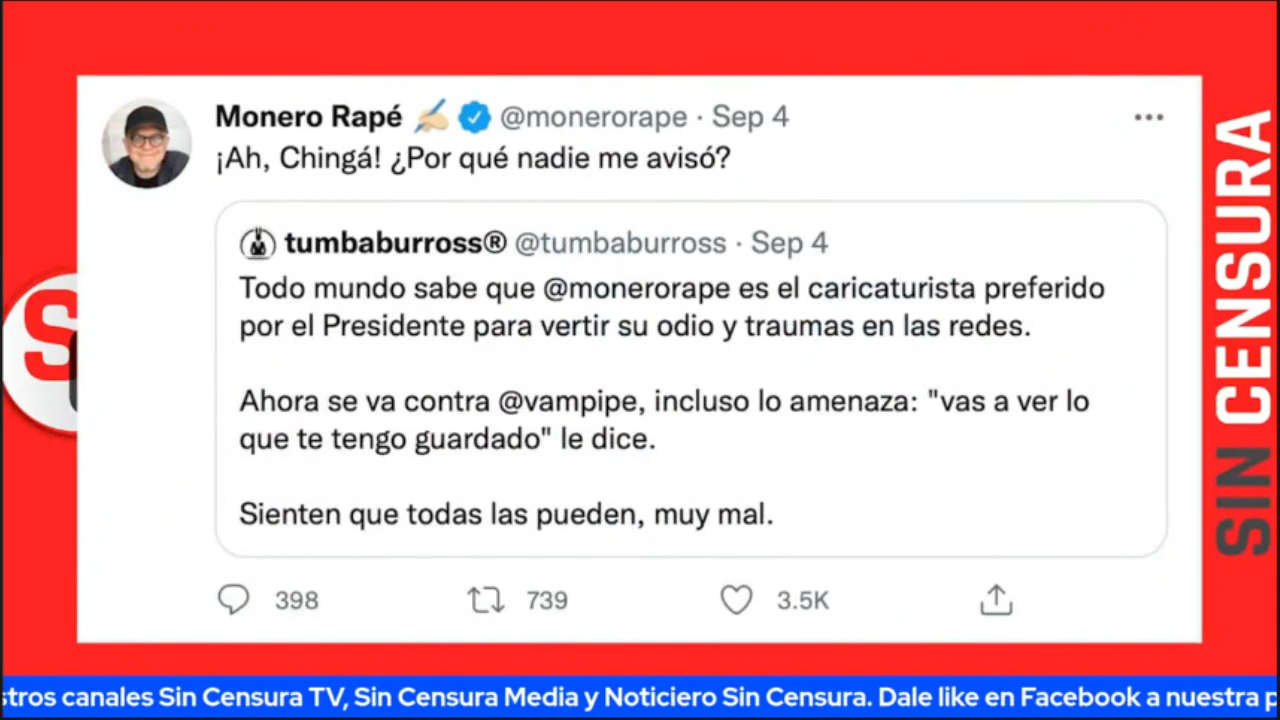 Monero Rapé ✍🏼 @monerorape · Sep 4
¡Ah, Chingá! ¿Por qué nadie me avisó?
tumbaburross® @tumbaburross · Sep 4
Todo mundo sabe que @monerorape es el caricaturista preferido
por el Presidente para vertir su odio y traumas en las redes.
Ahora se va contra @vampipe, incluso lo amenaza: "vas a ver lo
que te tengo guardado" le dice.
Sienten que todas las pueden, muy mal.
398 739 3.5K
SIN CENSURA
S
stros canales Sin Censura TV, Sin Censura Media y Noticiero Sin Censura. Dale like en Facebook a nuestra p